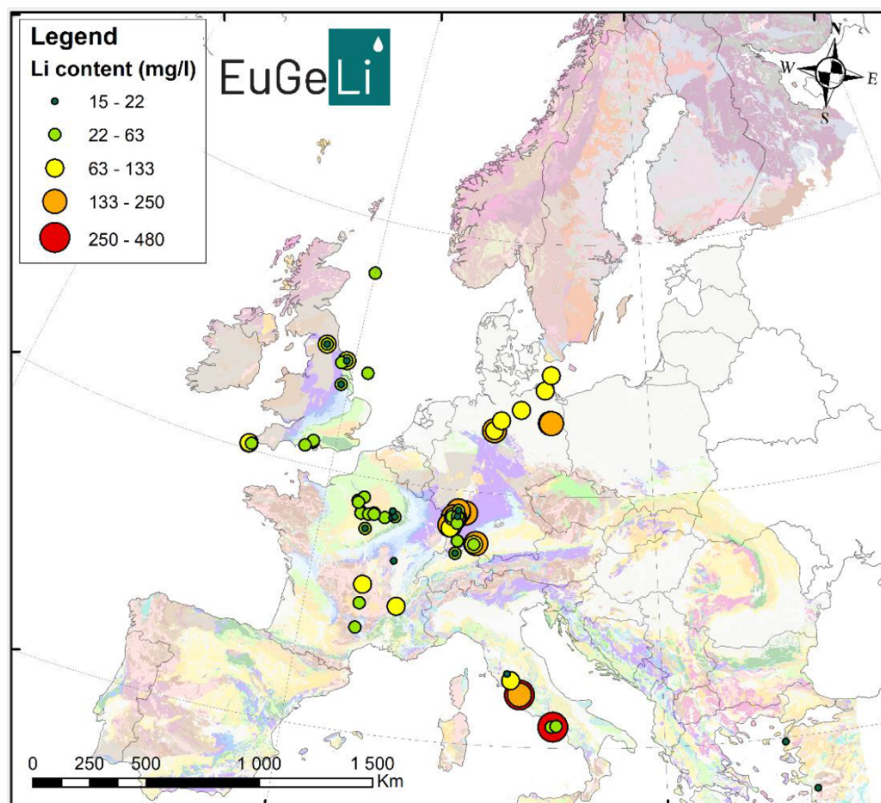 Legend
Li content (mg/l)
15 - 22
22 - 63
63 - 133
133 - 250
250 - 480
EuGeLi
N
W
E
S
0 250 500 1 000 1 500
Km